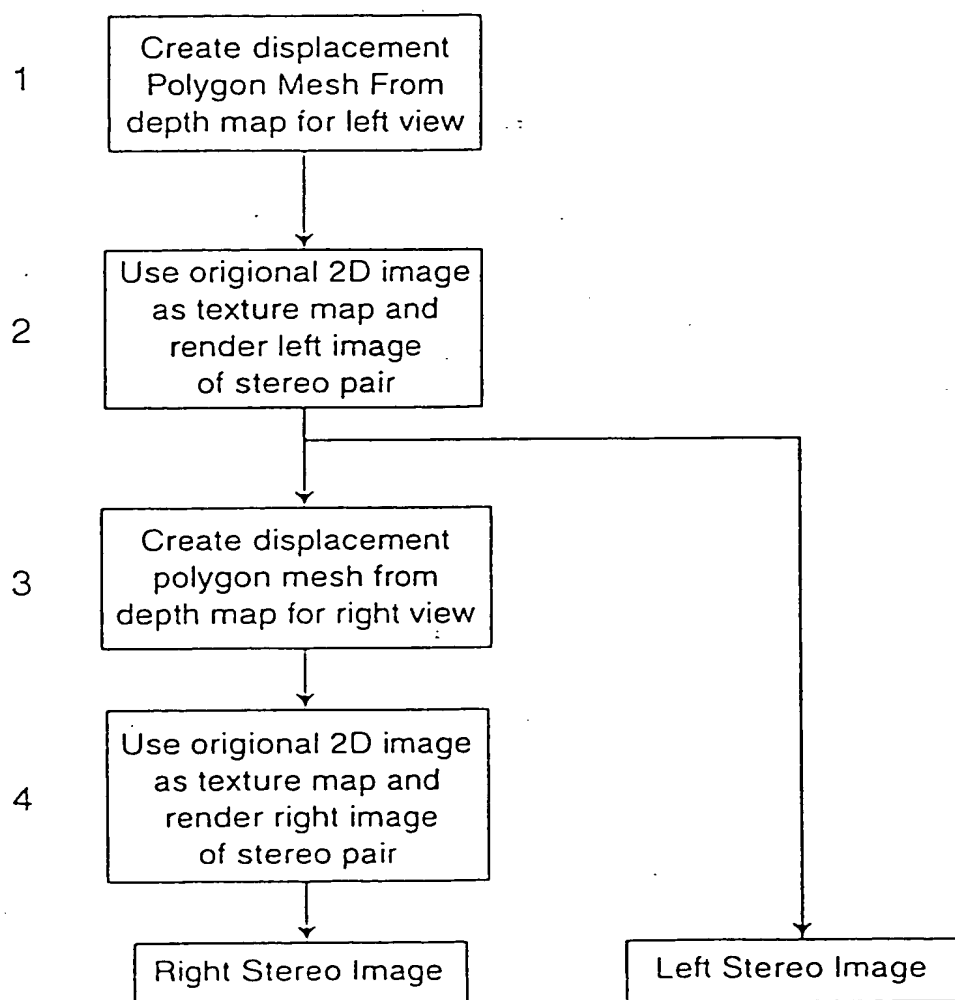 1
Create displacement
Polygon Mesh From
depth map for left view
2
Use origional 2D image
as texture map and
render left image
of stereo pair
3
Create displacement
polygon mesh from
depth map for right view
4
Use origional 2D image
as texture map and
render right image
of stereo pair
Right Stereo Image
Left Stereo Image